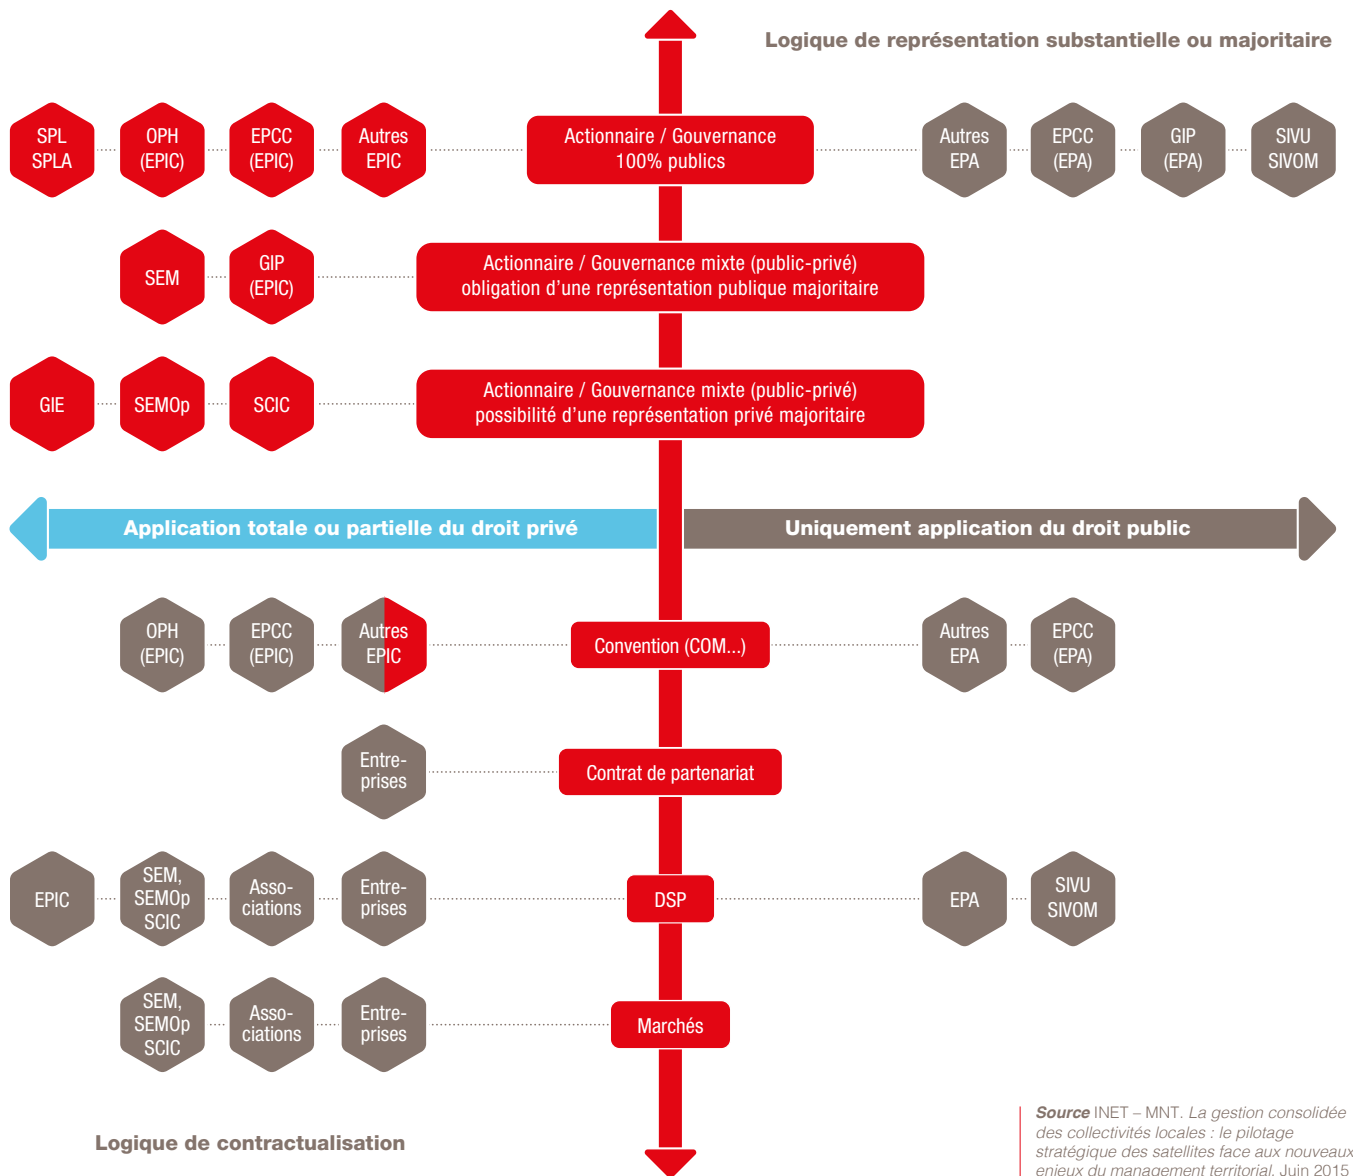 Logique de représentation substantielle ou majoritaire
SPL
SPLA
OPH
(EPIC)
EPCC
(EPIC)
Autres
EPIC
Actionnaire / Gouvernance
100% publics
Autres
EPA
EPCC
(EPA)
GIP
(EPA)
SIVU
SIVOM
SEM
GIP
(EPIC)
Actionnaire / Gouvernance mixte (public-privé)
obligation d’une représentation publique majoritaire
GIE
SEMOp
SCIC
Actionnaire / Gouvernance mixte (public-privé)
possibilité d’une représentation privé majoritaire
Application totale ou partielle du droit privé
Uniquement application du droit public
OPH
(EPIC)
EPCC
(EPIC)
Autres
EPIC
Convention (COM...)
Autres
EPA
EPCC
(EPA)
Entre-
prises
Contrat de partenariat
EPIC
SEM,
SEMOp
SCIC
Asso-
ciations
Entre-
prises
DSP
EPA
SIVU
SIVOM
SEM,
SEMOp
SCIC
Asso-
ciations
Entre-
prises
Marchés
Logique de contractualisation
Source INET – MNT. La gestion consolidée
des collectivités locales : le pilotage
stratégique des satellites face aux nouveaux
enjeux du management territorial. Juin 2015